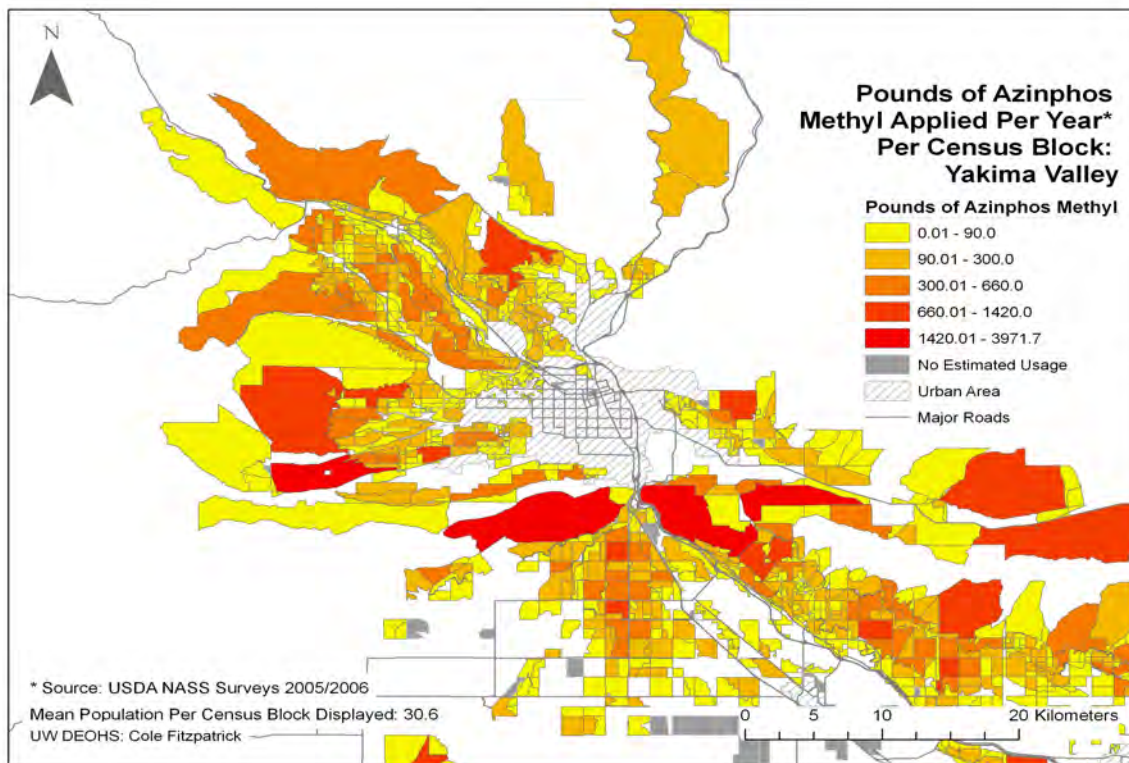 N
Pounds of Azinphos
Methyl Applied Per Year*
Per Census Block:
Yakima Valley
Pounds of Azinphos Methyl
0.01 - 90.0
90.01 - 300.0
300.01 - 660.0
660.01 - 1420.0
1420.01 - 3971.7
No Estimated Usage
Urban Area
Major Roads
* Source: USDA NASS Surveys 2005/2006
Mean Population Per Census Block Displayed: 30.6
UW DEOHS: Cole Fitzpatrick
0 5 10 20 Kilometers